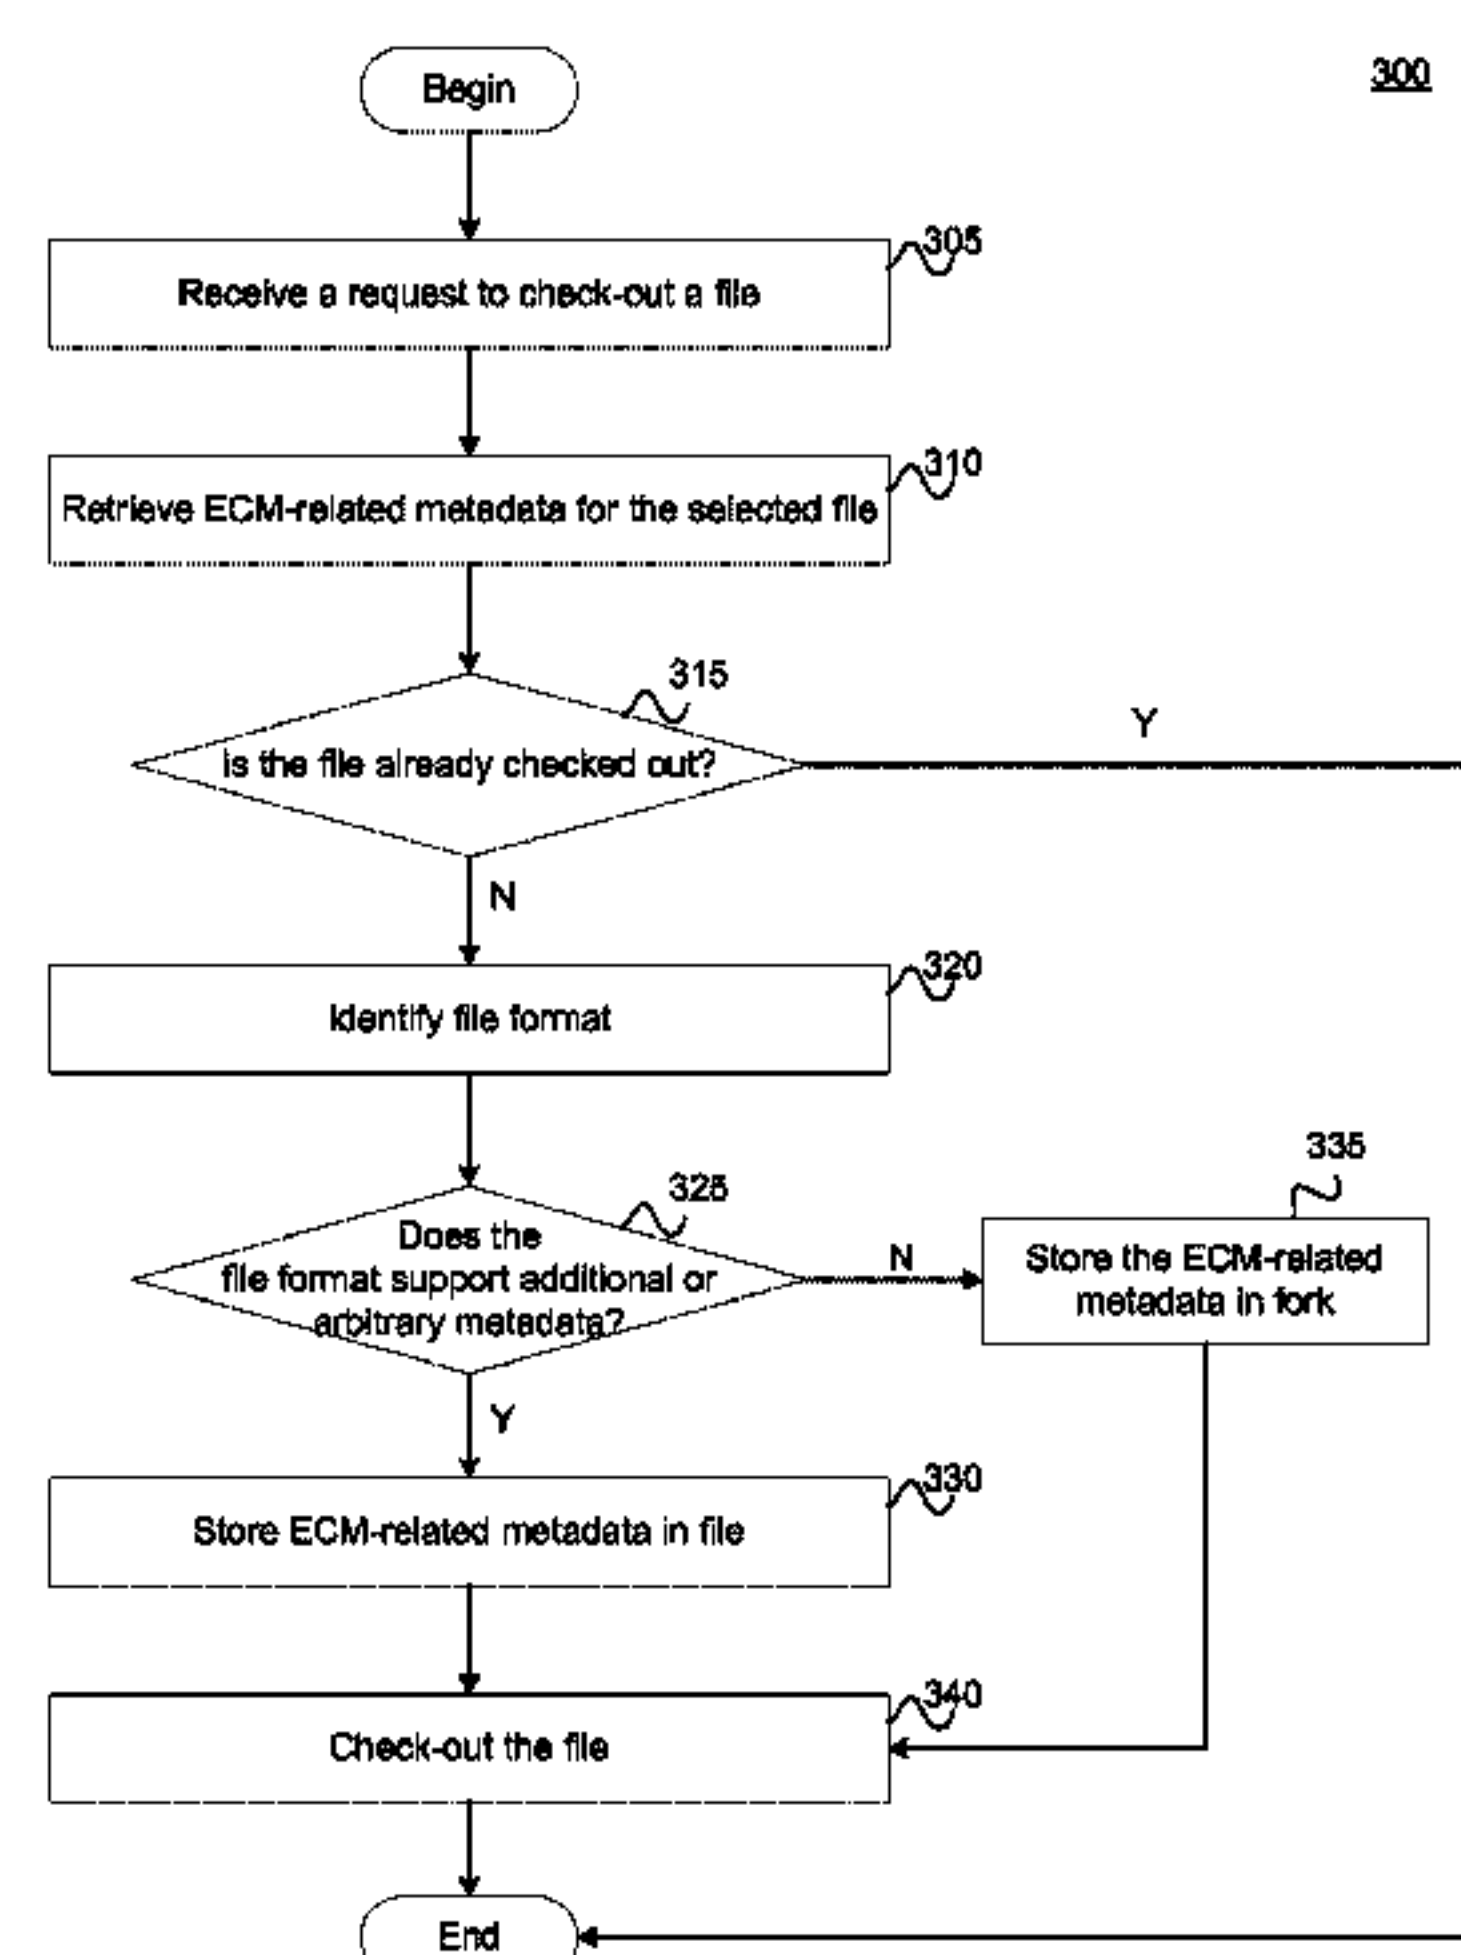 Begin
300
305
Receive a request to check-out a file
310
Retrieve ECM-related metadata for the selected file
315
Is the file already checked out?
Y
N
320
Identify file format
325
Does the
file format support additional or
arbitrary metadata?
N
335
Store the ECM-related
metadata in fork
Y
330
Store ECM-related metadata in file
340
Check-out the file
End